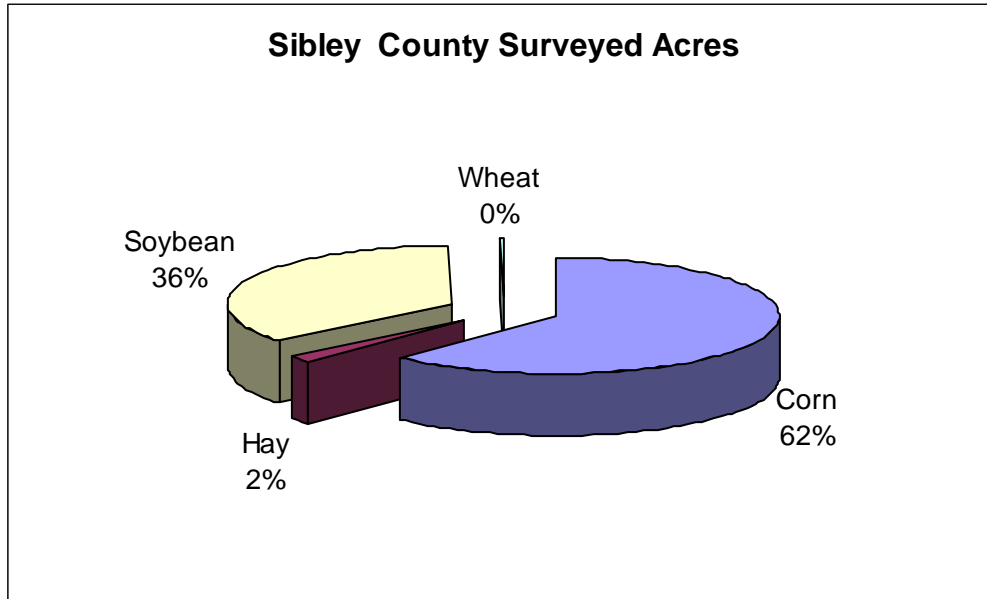 Sibley  County Surveyed Acres
Wheat
0%
Soybean
36%
Corn
62%
Hay
2%